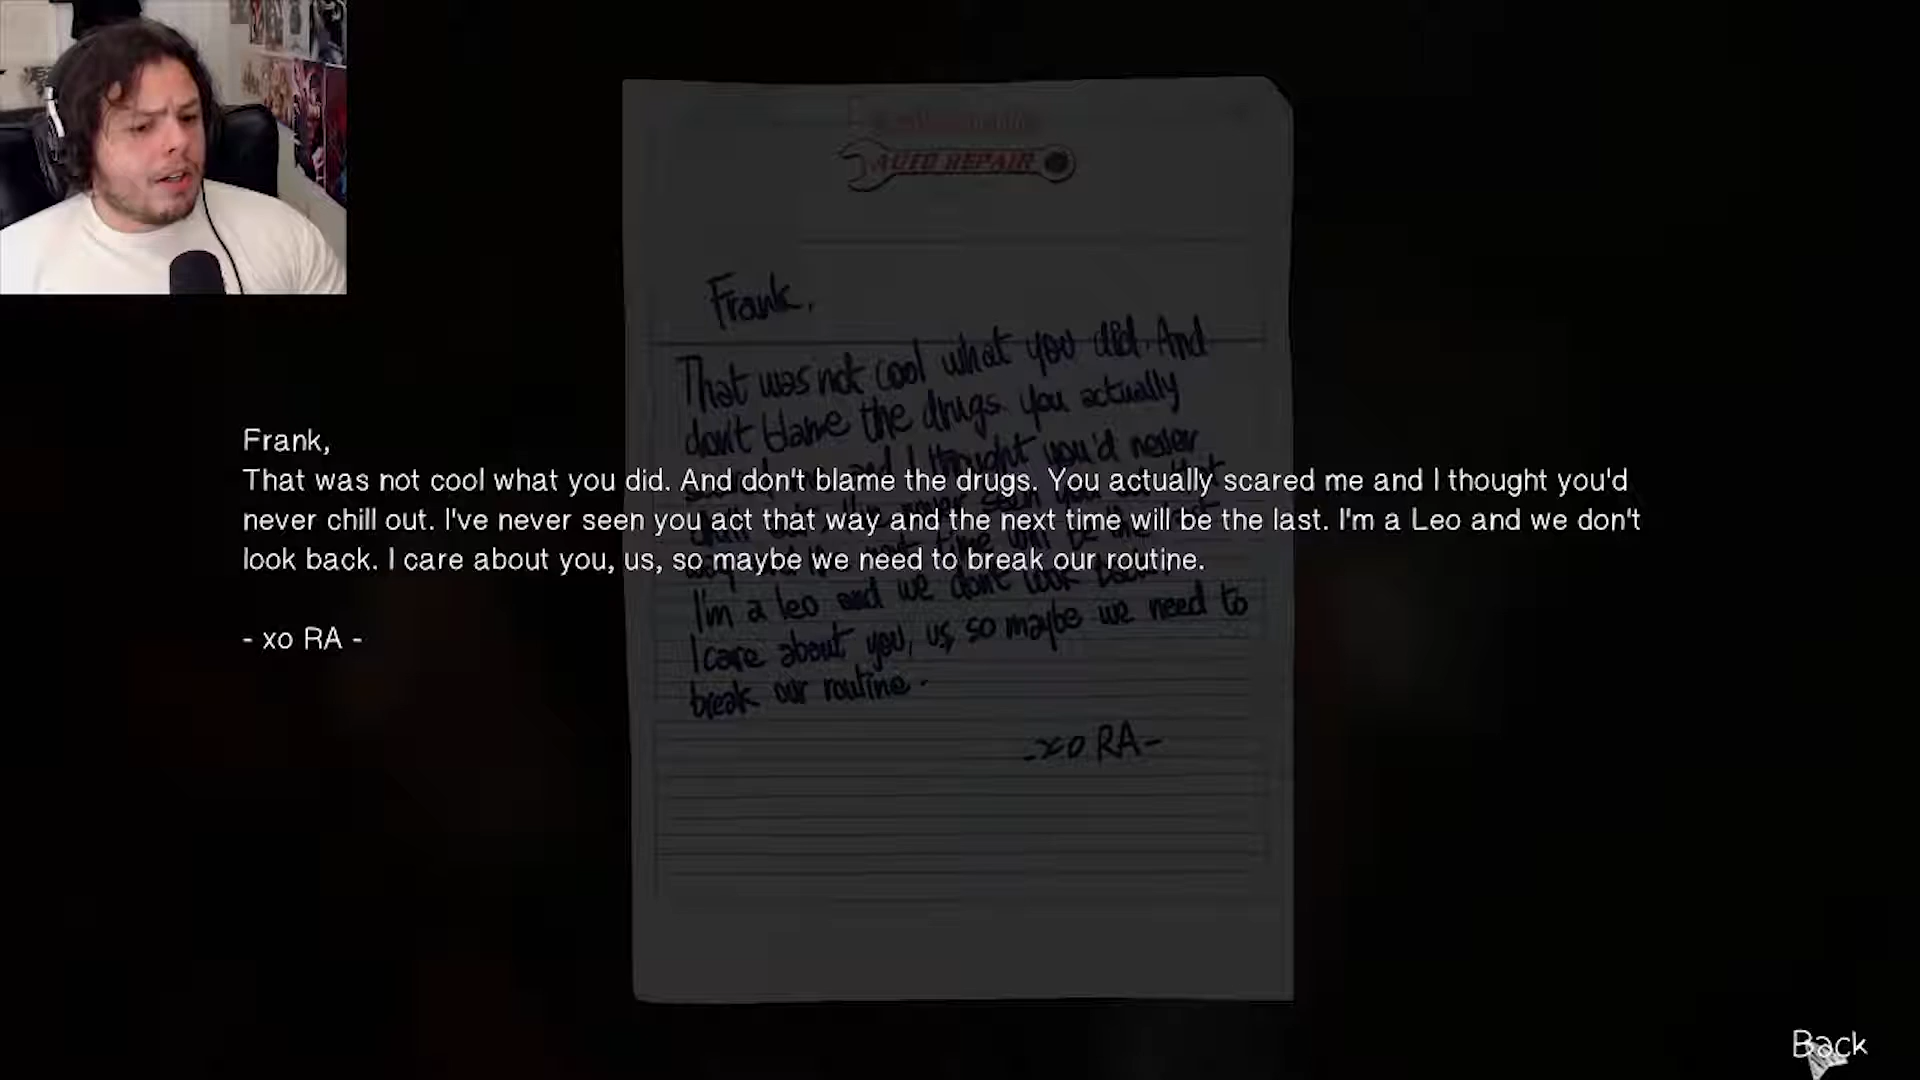 AUTO REPAIR
Frank,
That was not cool what you did. And
don't blame the drugs. You actually
I thought you'd never
Frank,
That was not cool what you did. And don't blame the drugs. You actually scared me and I thought you'd
never chill out. I've never seen you act that way and the next time will be the last. I'm a Leo and we don't
look back. I care about you, us, so maybe we need to break our routine.
- xo RA -
I'm a leo and we don't look back.
I care about you, us, so maybe we need to
break our routine.
-xo RA-
Back